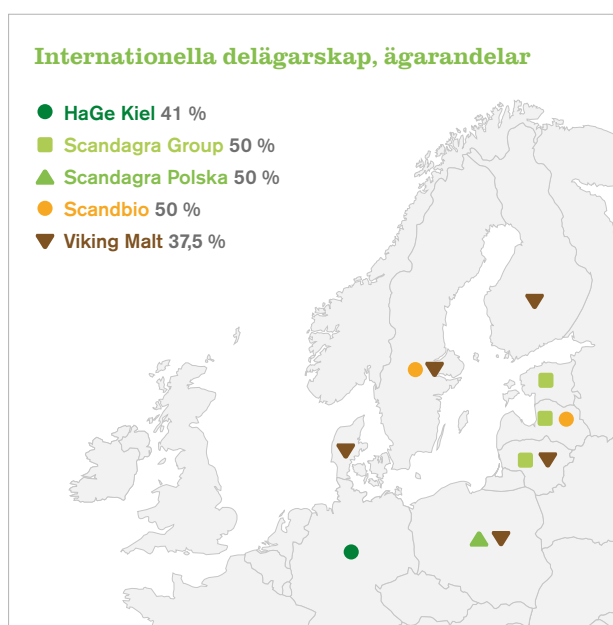 Internationella delägarskap, ägarandelar
HaGe Kiel 41 %
Scandagra Group 50 %
Scandagra Polska 50 %
Scandbio 50 %
Viking Malt 37,5 %